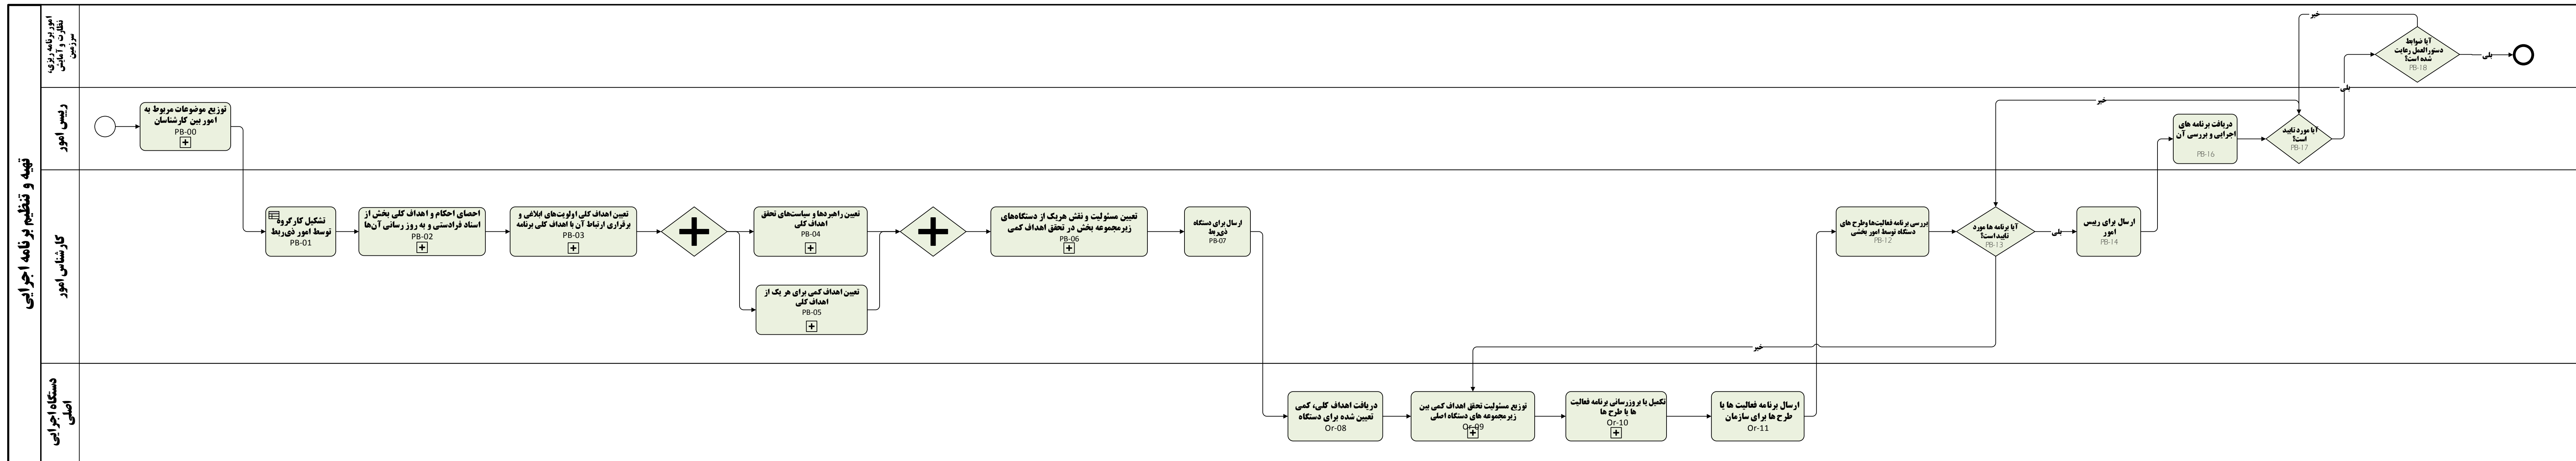 تهیه و تنظیم برنامه اجرایی
امور برنامه ریزی،
نظارت و آمایش
سرزمین
خیر
آیا ضوابط
دستورالعمل رعایت
شده است؟
PB-18
بلی
رییس امور
توزیع موضوعات مربوط به
امور بین کارشناسان
PB-00
خیر
بلی
دریافت برنامه های
اجرایی و بررسی آن
PB-16
آیا مورد تایید
است؟
PB-17
کارشناس امور
تشکیل کارگروه
توسط امور ذی‌ربط
PB-01
احصای احکام و اهداف کلی بخش از
اسناد فرادستی و به روز رسانی آن‌ها
PB-02
تعیین اهداف کلی اولویت‌های ابلاغی و
برقراری ارتباط آن با اهداف کلی برنامه
PB-03
تعیین راهبردها و سیاست‌های تحقق
اهداف کلی
PB-04
تعیین اهداف کمی برای هر یک از
اهداف کلی
PB-05
تعیین مسئولیت و نقش هریک از دستگاه‌های
زیرمجموعه بخش در تحقق اهداف کمی
PB-06
ارسال برای دستگاه
ذی‌ربط
PB-07
بررسی برنامه فعالیت‌ها وطرح های
دستگاه توسط امور بخشی
PB-12
آیا برنامه ها مورد
تایید است؟
PB-13
بلی
ارسال برای رییس
امور
PB-14
خیر
دستگاه اجرایی
اصلی
دریافت اهداف کلی، کمی
تعیین شده برای دستگاه
Or-08
توزیع مسئولیت تحقق اهداف کمی بین
زیرمجموعه های دستگاه اصلی
Or-09
تکمیل یا بروزرسانی برنامه فعالیت
ها یا طرح ها
Or-10
ارسال برنامه فعالیت ها یا
طرح ها برای سازمان
Or-11